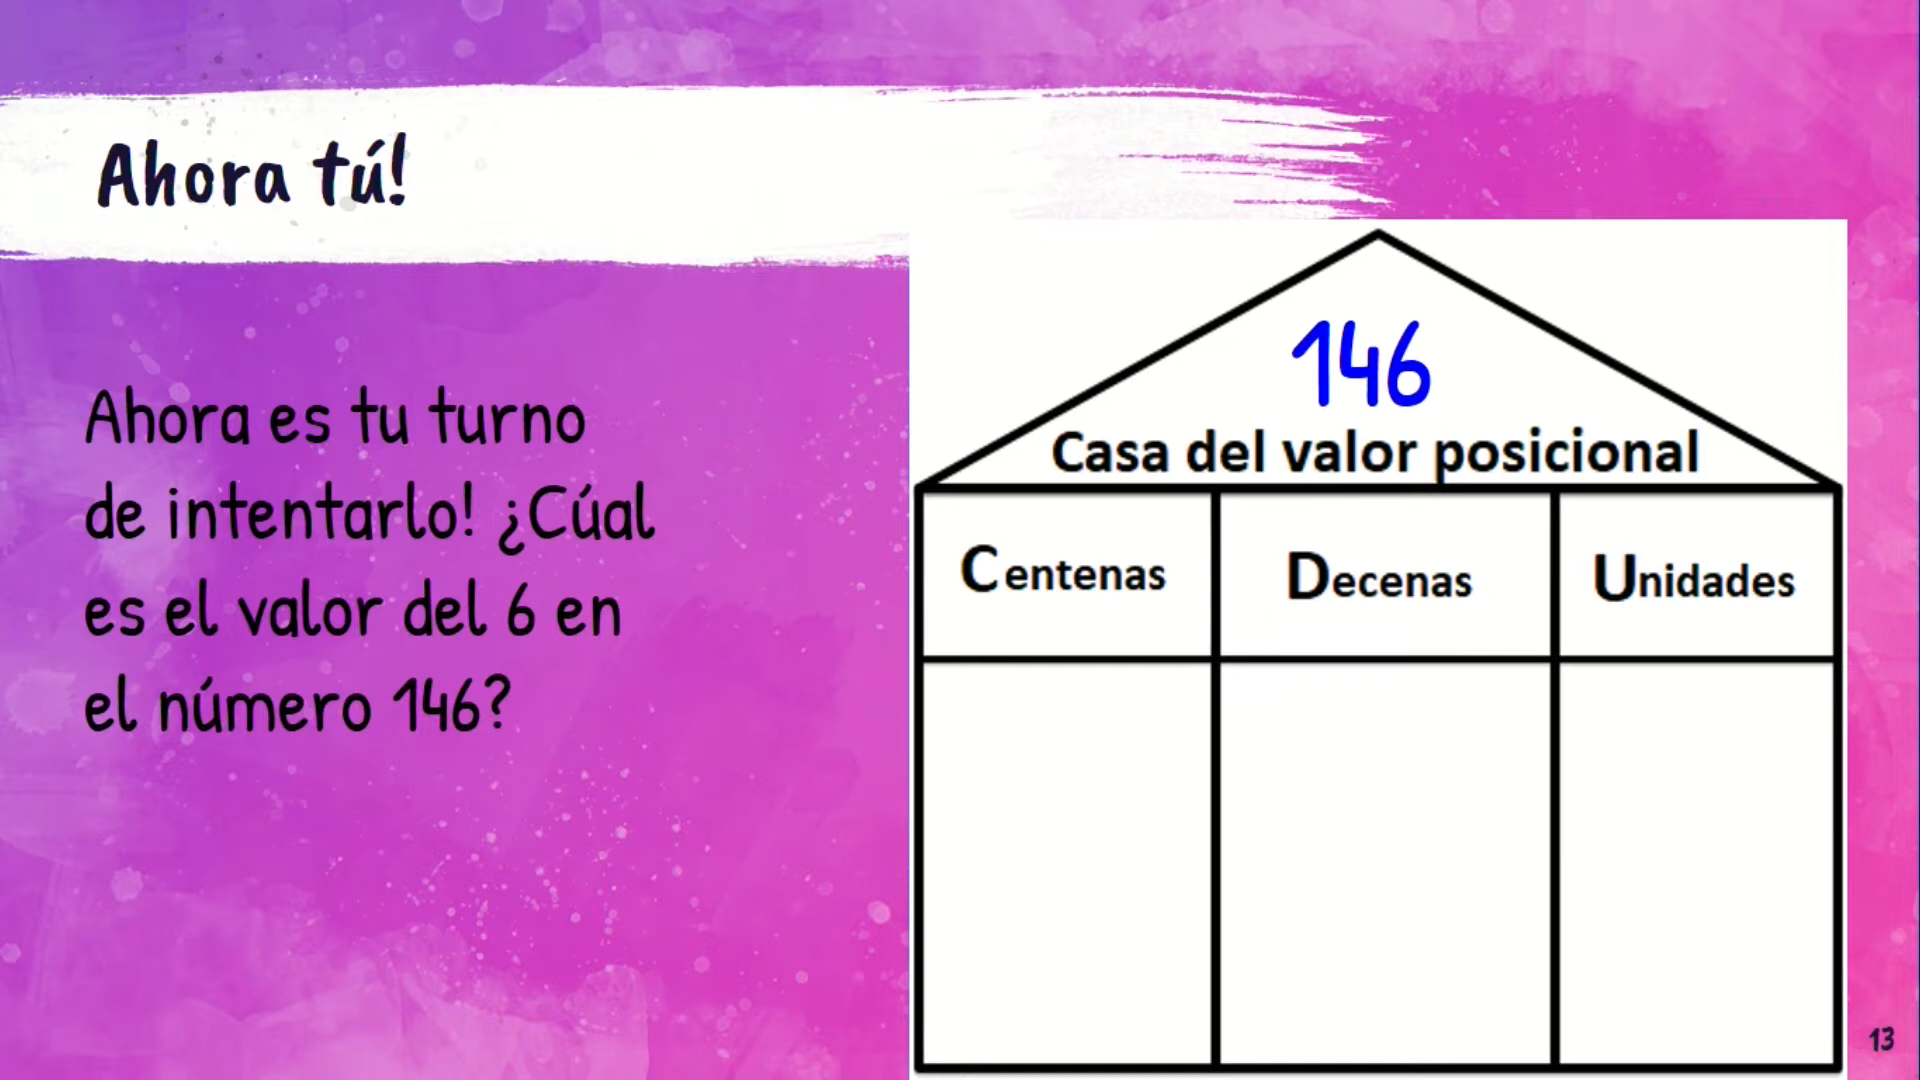 Ahora tú!
Ahora es tu turno
de intentarlo! ¿Cúal
es el valor del 6 en
el número 146?
146
Casa del valor posicional
Centenas Decenas Unidades
13